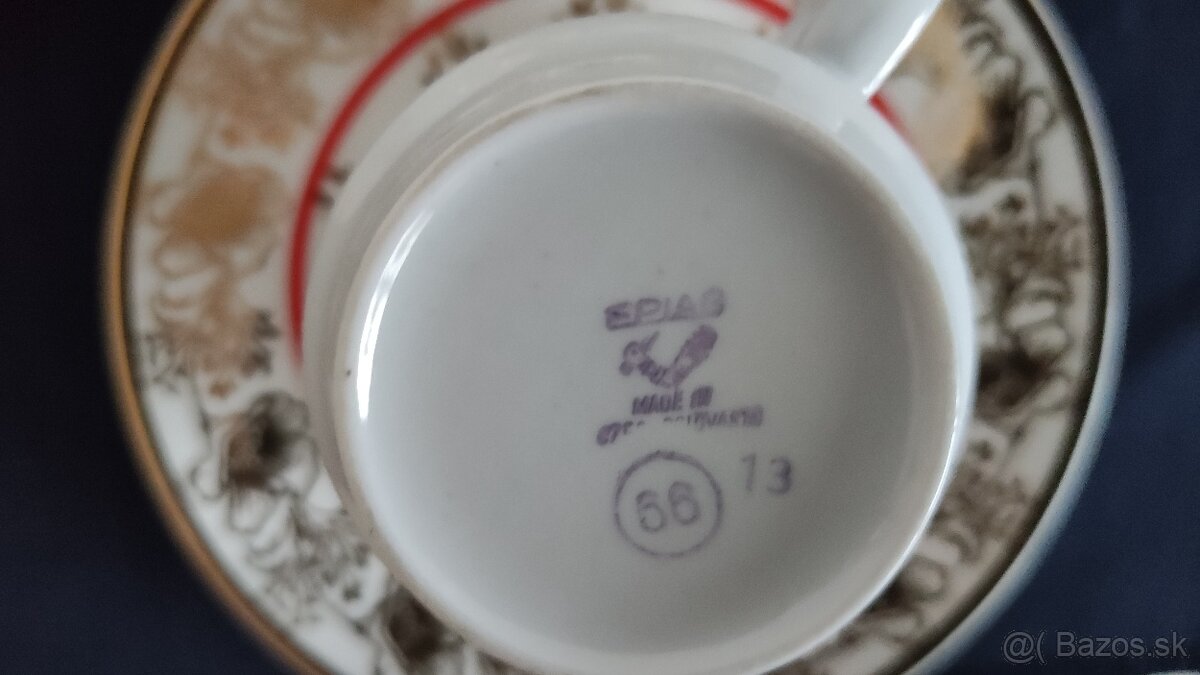 EPIAG
MADE IN
13
66
@( Bazos.sk